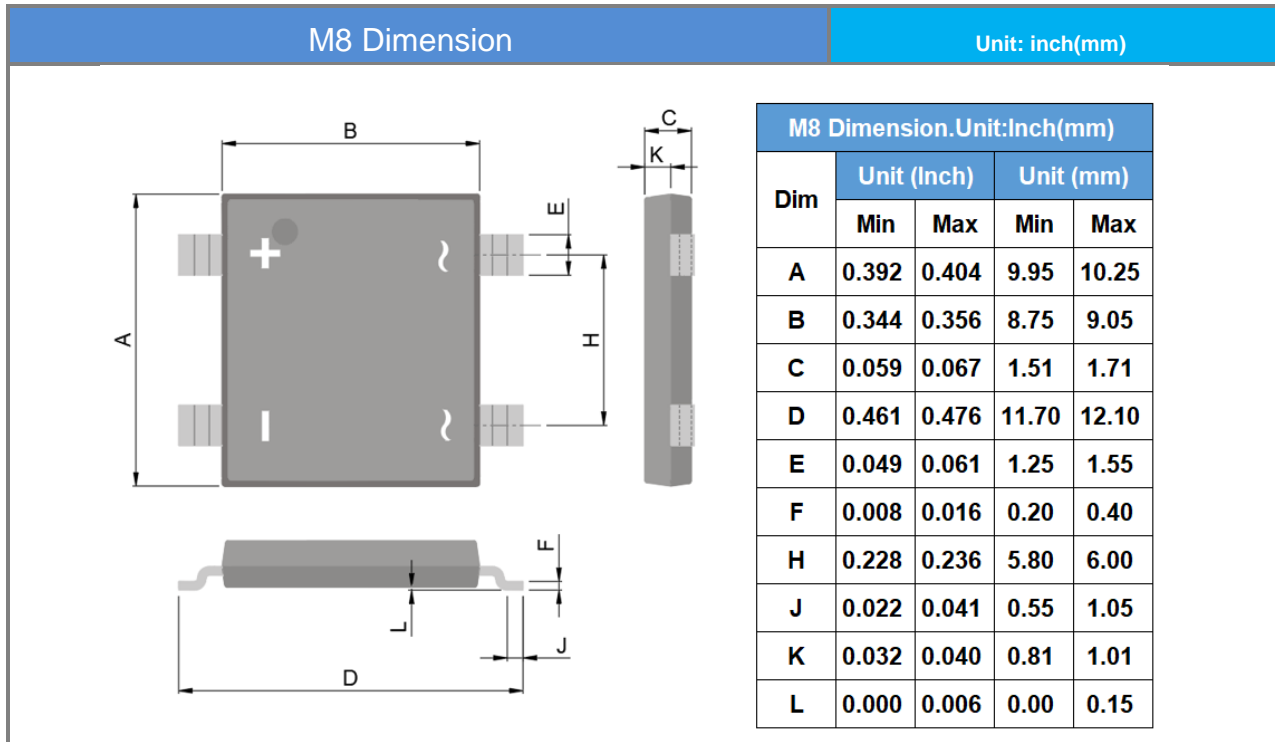 M8 Dimension Unit: inch(mm)
B
C
K
E
A
H
+ ~
- ~
F
L
J
D
M8 Dimension.Unit:Inch(mm)
Dim Unit (Inch) Unit (mm)
Min Max Min Max
A 0.392 0.404 9.95 10.25
B 0.344 0.356 8.75 9.05
C 0.059 0.067 1.51 1.71
D 0.461 0.476 11.70 12.10
E 0.049 0.061 1.25 1.55
F 0.008 0.016 0.20 0.40
H 0.228 0.236 5.80 6.00
J 0.022 0.041 0.55 1.05
K 0.032 0.040 0.81 1.01
L 0.000 0.006 0.00 0.15